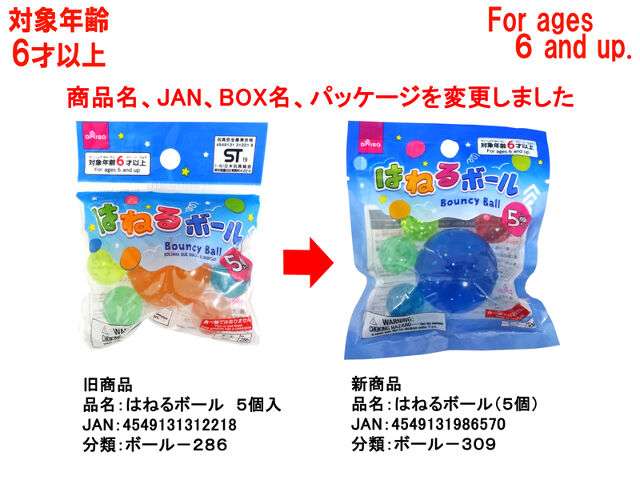 対象年齢
6才以上
For ages
6 and up.
商品名、JAN、BOX名、パッケージを変更しました
DAISO
対象年齢6才以上
For ages 6 and up
4549131312218
ST
はねるボール
Bouncy Ball
5個
DAISO
対象年齢6才以上
For ages 6 and up
はねるボール
Bouncy Ball
5個
WARNING:
CHOKING HAZARD
旧商品
品名：はねるボール　5個入
JAN：4549131312218
分類：ボールー286
新商品
品名：はねるボール（5個）
JAN：4549131986570
分類：ボールー309